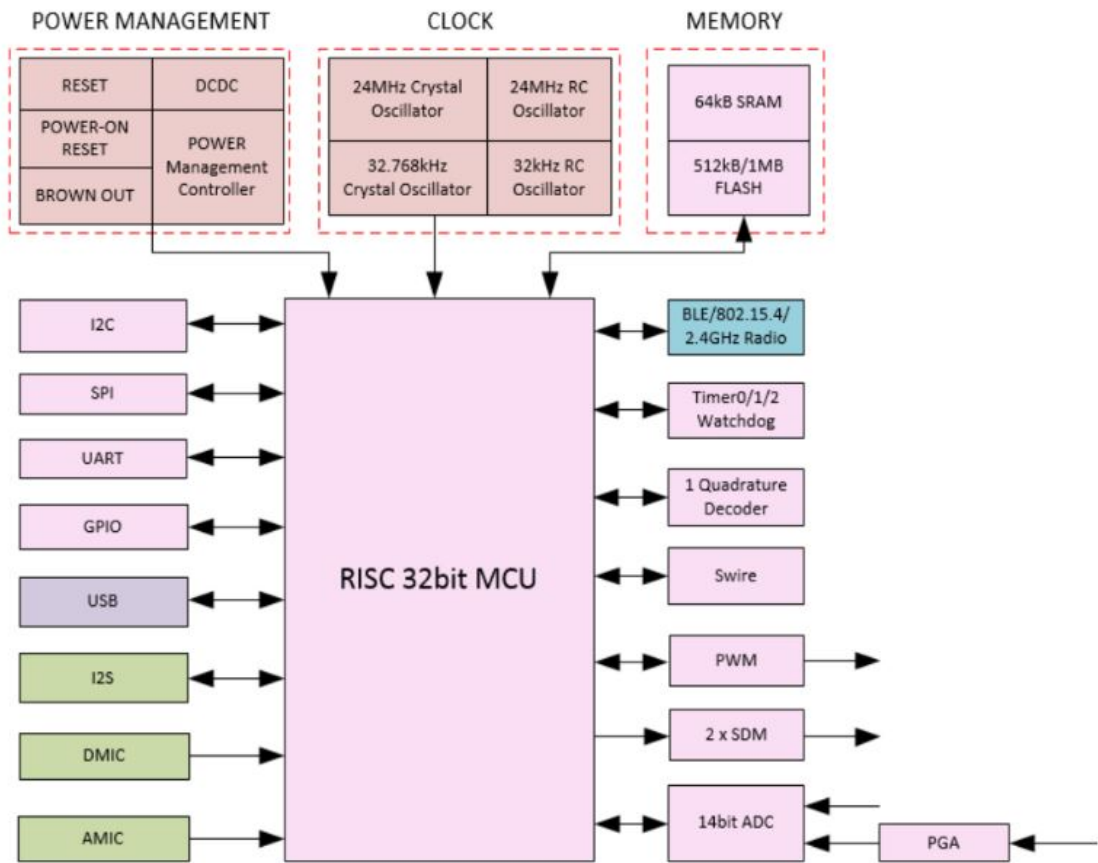 POWER MANAGEMENT
CLOCK
MEMORY
RESET
DCDC
POWER-ON
RESET
POWER
Management
Controller
BROWN OUT
24MHz Crystal
Oscillator
24MHz RC
Oscillator
32.768kHz
Crystal Oscillator
32kHz RC
Oscillator
64kB SRAM
512kB/1MB
FLASH
I2C
SPI
UART
GPIO
USB
I2S
DMIC
AMIC
RISC 32bit MCU
BLE/802.15.4/
2.4GHz Radio
Timer0/1/2
Watchdog
1 Quadrature
Decoder
Swire
PWM
2 x SDM
14bit ADC
PGA